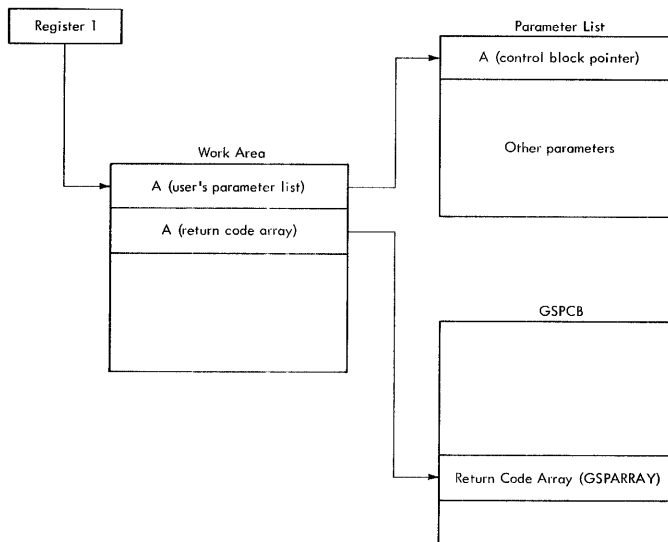 Register 1
Parameter List
A (control block pointer)
Other parameters
Work Area
A (user's parameter list)
A (return code array)
GSPCB
Return Code Array (GSPARRAY)